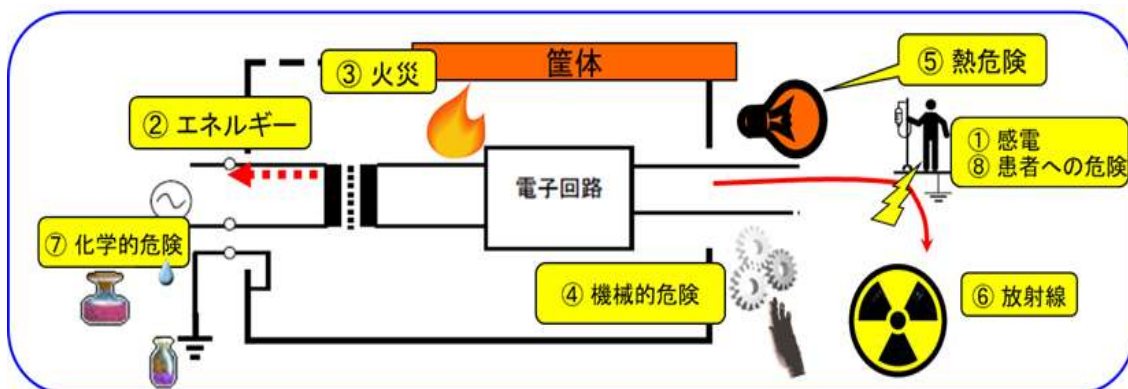 筐体
③ 火災
⑤ 熱危険
② エネルギー
① 感電
⑧ 患者への危険
電子回路
⑦ 化学的危険
④ 機械的危険
⑥ 放射線